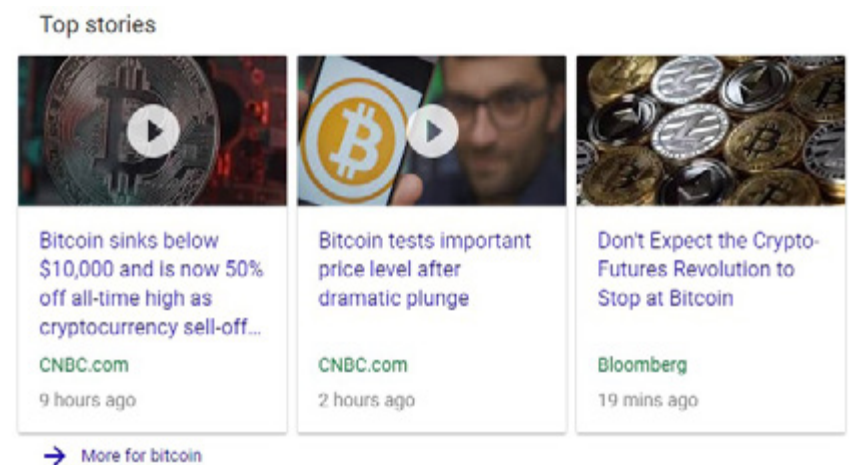 Top stories
Bitcoin sinks below
$10,000 and is now 50%
off all-time high as
cryptocurrency sell-off...
CNBC.com
9 hours ago
Bitcoin tests important
price level after
dramatic plunge
CNBC.com
2 hours ago
Don't Expect the Crypto-
Futures Revolution to
Stop at Bitcoin
Bloomberg
19 mins ago
More for bitcoin